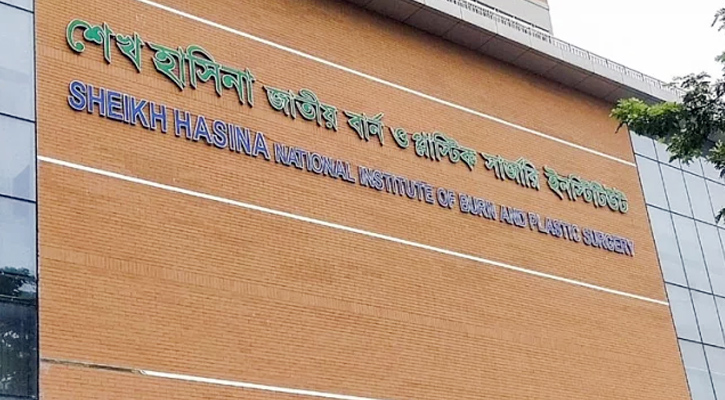 শেখ হাসিনা জাতীয় বার্ন ও প্লাস্টিক সার্জারি ইনস্টিটিউট
SHEIKH HASINA NATIONAL INSTITUTE OF BURN AND PLASTIC SURGERY